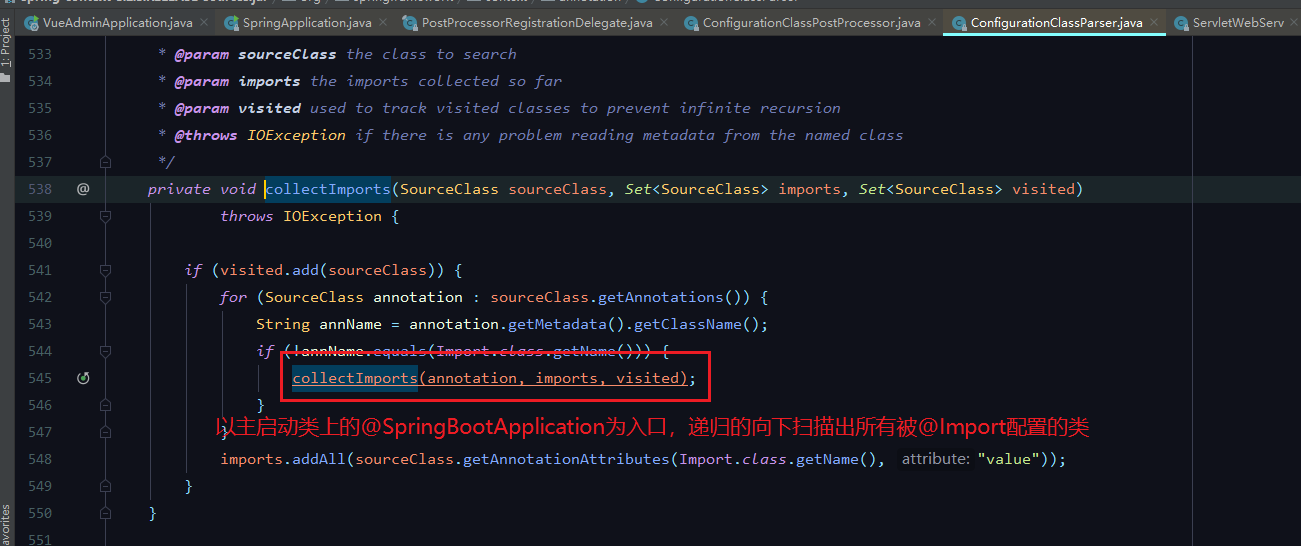 VueAdminApplication.java SpringApplication.java PostProcessorRegistrationDelegate.java ConfigurationClassPostProcessor.java ConfigurationClassParser.java ServletWebServ
1: Project
533 * @param sourceClass the class to search
534 * @param imports the imports collected so far
535 * @param visited used to track visited classes to prevent infinite recursion
536 * @throws IOException if there is any problem reading metadata from the named class
537 */
538 @ private void collectImports(SourceClass sourceClass, Set<SourceClass> imports, Set<SourceClass> visited)
539 throws IOException {
540
541 if (visited.add(sourceClass)) {
542 for (SourceClass annotation : sourceClass.getAnnotations()) {
543 String annName = annotation.getMetadata().getClassName();
544 if (!annName.equals(Import.class.getName())) {
545 collectImports(annotation, imports, visited);
546 }
以主启动类上的@SpringBootApplication为入口，递归的向下扫描出所有被@Import配置的类
547 }
548 imports.addAll(sourceClass.getAnnotationAttributes(Import.class.getName(), attribute: "value"));
549 }
550 }
551
avorites